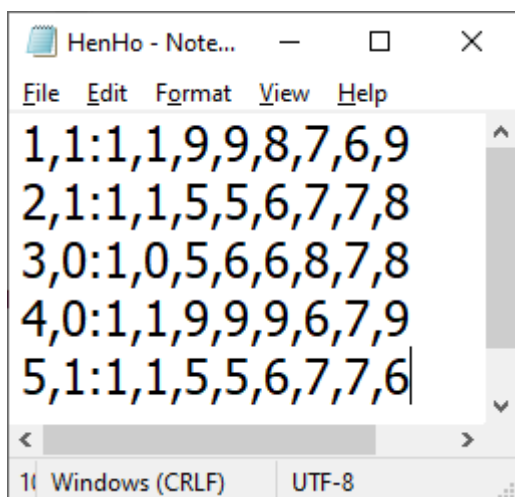 HenHo - Note...
File Edit Format View Help
1,1:1,1,9,9,8,7,6,9
2,1:1,1,5,5,6,7,7,8
3,0:1,0,5,6,6,8,7,8
4,0:1,1,9,9,9,6,7,9
5,1:1,1,5,5,6,7,7,6
Windows (CRLF) UTF-8